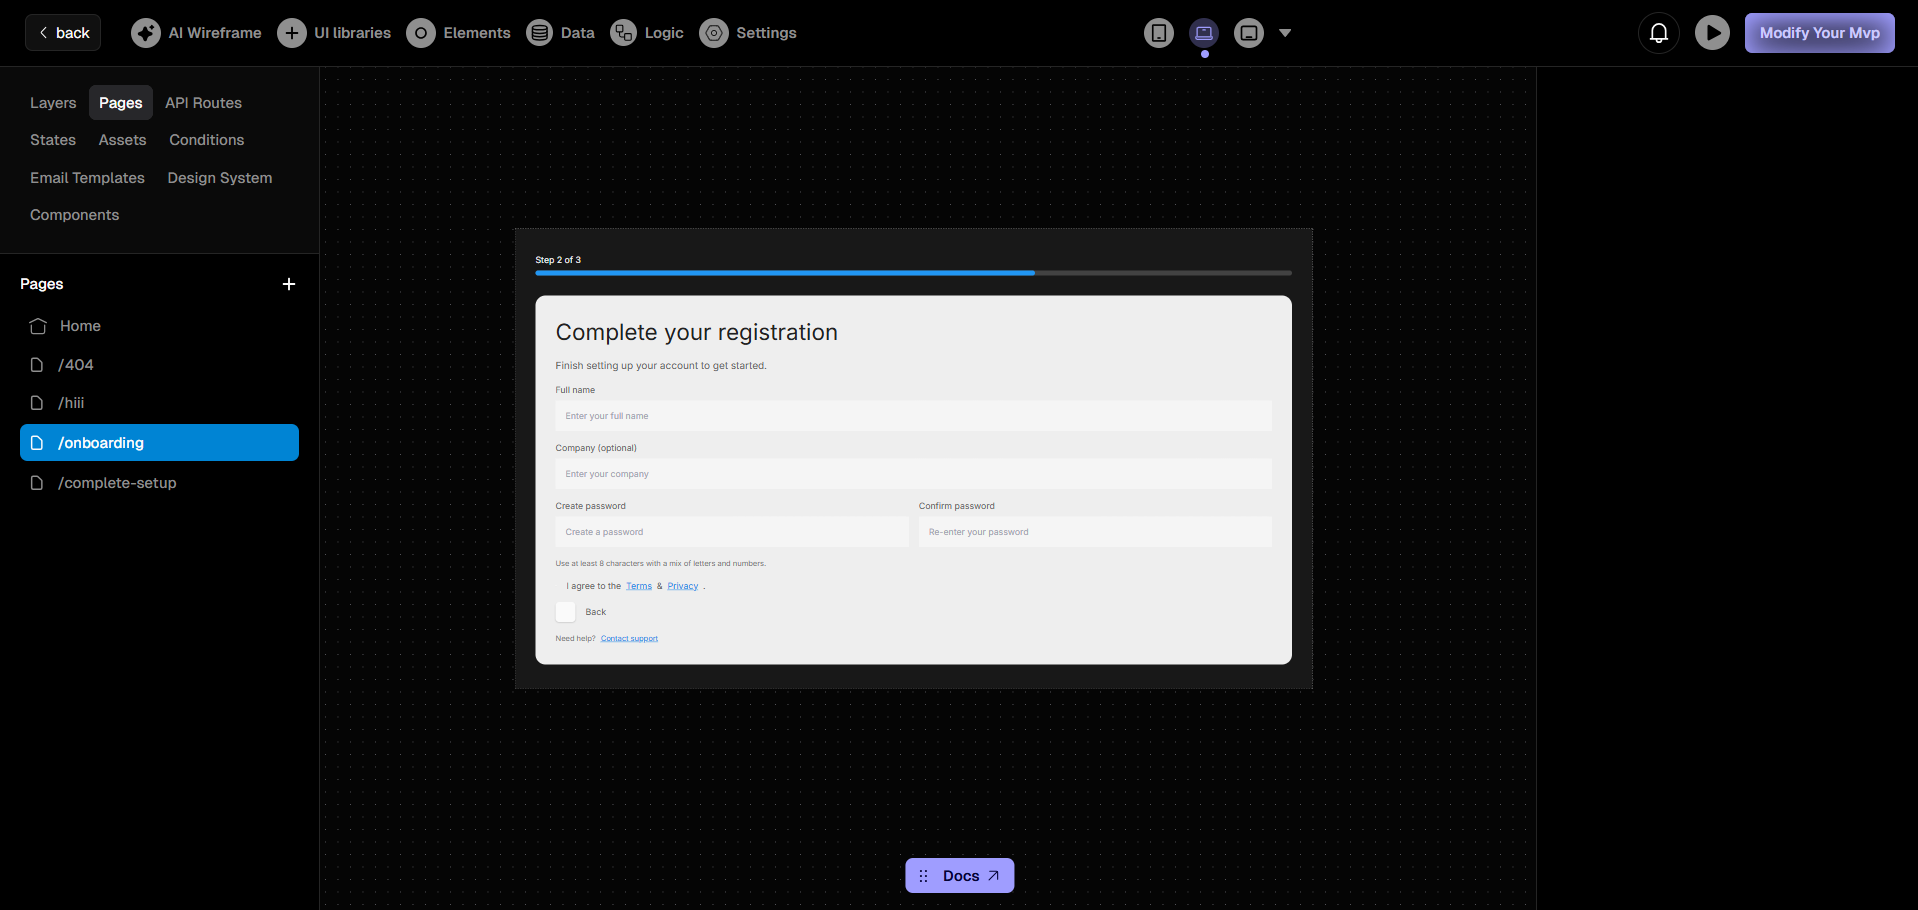 back AI Wireframe UI libraries Elements Data Logic Settings Modify Your Mvp
Layers Pages API Routes
States Assets Conditions
Email Templates Design System
Components
Pages
Home
/404
/hiii
/onboarding
/complete-setup
Step 2 of 3
Complete your registration
Finish setting up your account to get started.
Full name
Enter your full name
Company (optional)
Enter your company
Create password Confirm password
Create a password Re-enter your password
Use at least 8 characters with a mix of letters and numbers.
I agree to the Terms & Privacy .
Back
Need help? Contact support
Docs